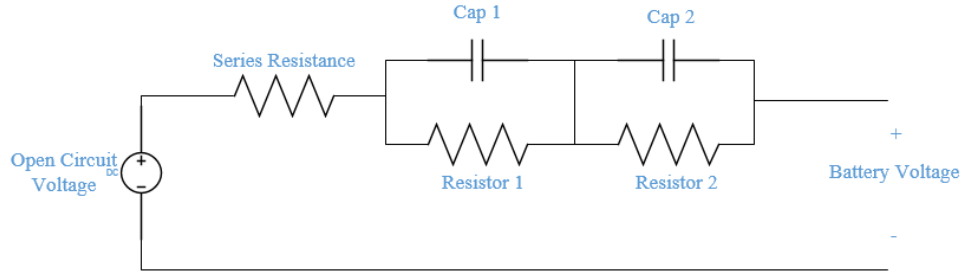 Cap 1
Cap 2
Series Resistance
Open Circuit
Voltage
DC
+
-
Resistor 1
Resistor 2
+
Battery Voltage
-